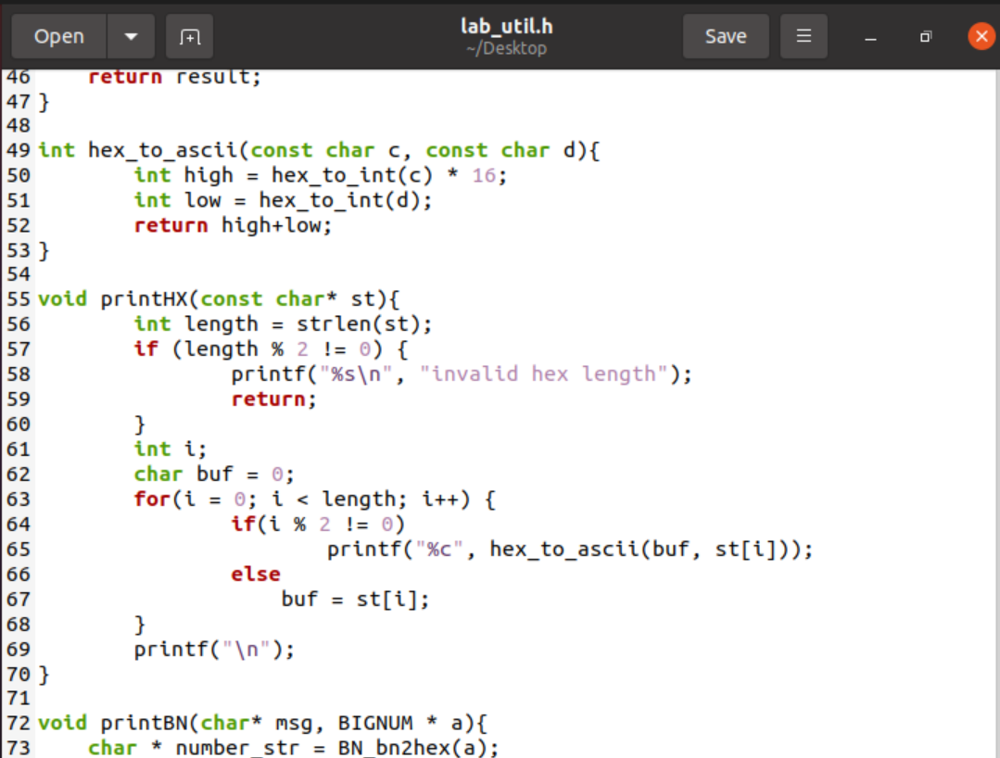 Open
lab_util.h
~/Desktop
Save
46     return result;
47 }
48
49 int hex_to_ascii(const char c, const char d){
50         int high = hex_to_int(c) * 16;
51         int low = hex_to_int(d);
52         return high+low;
53 }
54
55 void printHX(const char* st){
56         int length = strlen(st);
57         if (length % 2 != 0) {
58                 printf("%s\n", "invalid hex length");
59                 return;
60         }
61         int i;
62         char buf = 0;
63         for(i = 0; i < length; i++) {
64                 if(i % 2 != 0)
65                         printf("%c", hex_to_ascii(buf, st[i]));
66                 else
67                     buf = st[i];
68         }
69         printf("\n");
70 }
71
72 void printBN(char* msg, BIGNUM * a){
73     char * number_str = BN_bn2hex(a);